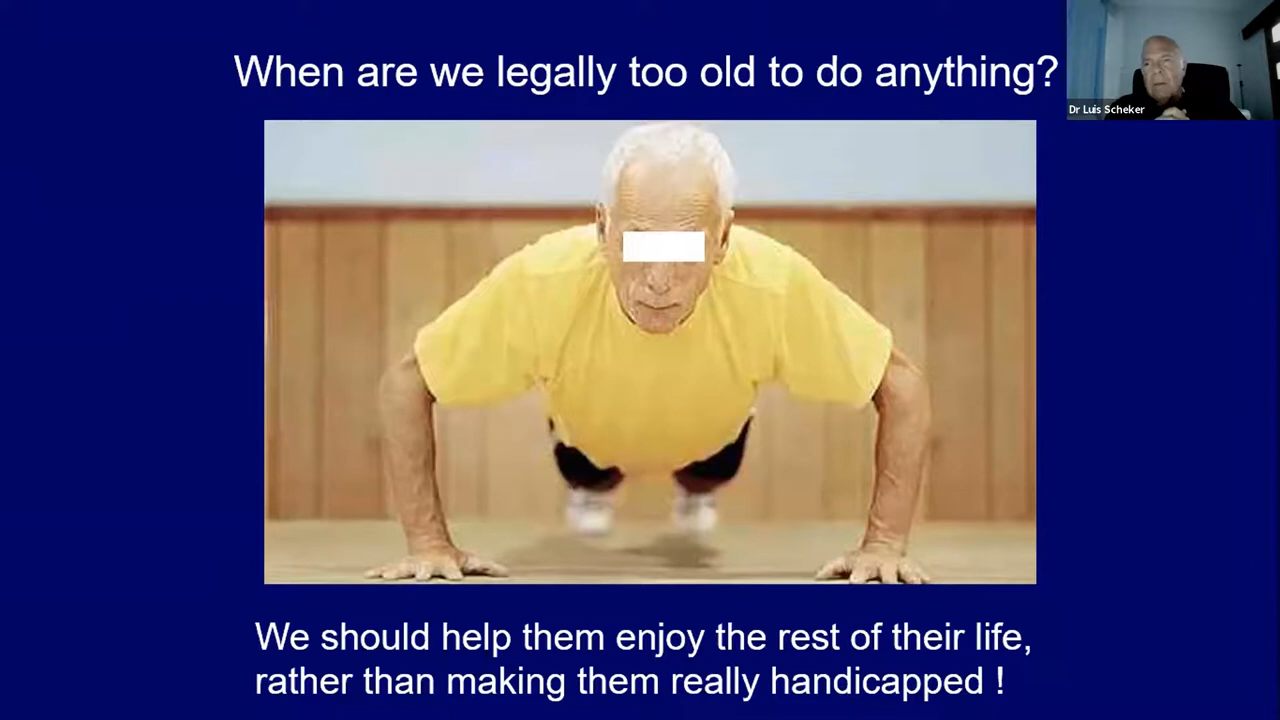 When are we legally too old to do anything?
Dr Luis Scheker
We should help them enjoy the rest of their life,
rather than making them really handicapped !